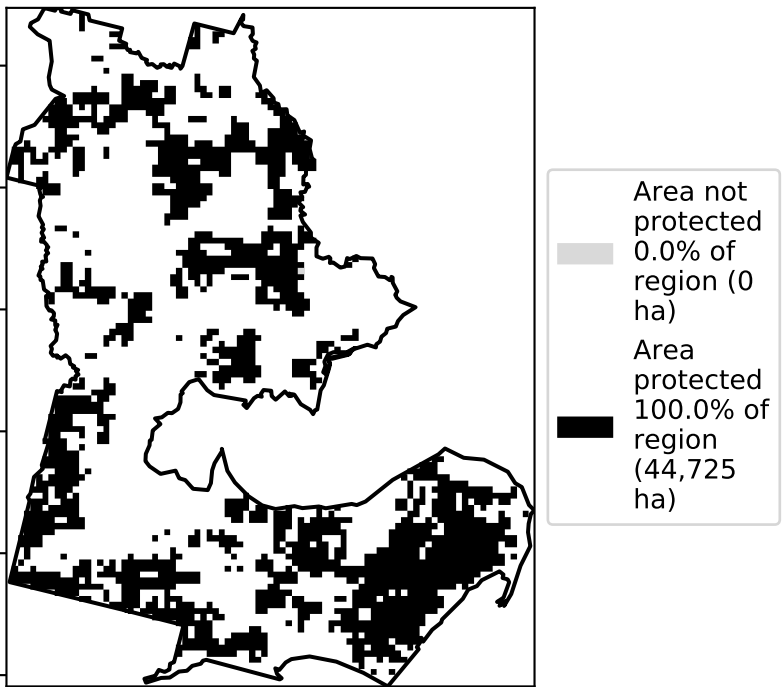 Area not
protected
0.0% of
region (0
ha)
Area
protected
100.0% of
region
(44,725
ha)